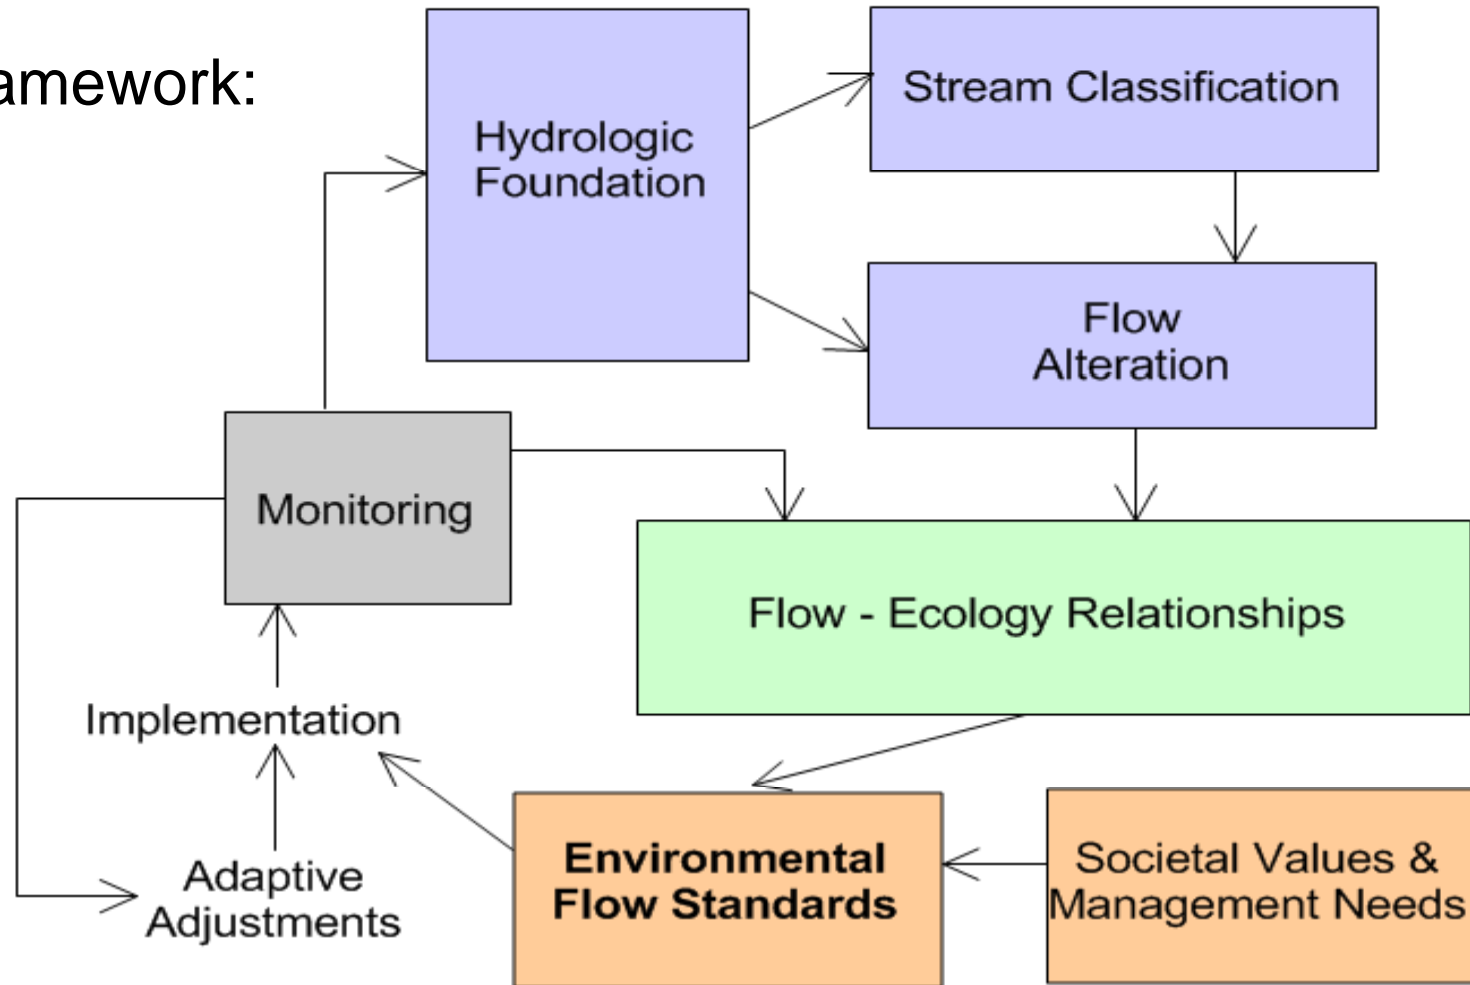 amework:
Hydrologic
Foundation
Stream Classification
Flow
Alteration
Monitoring
Flow - Ecology Relationships
Implementation
Adaptive
Adjustments
Environmental
Flow Standards
Societal Values &
Management Needs